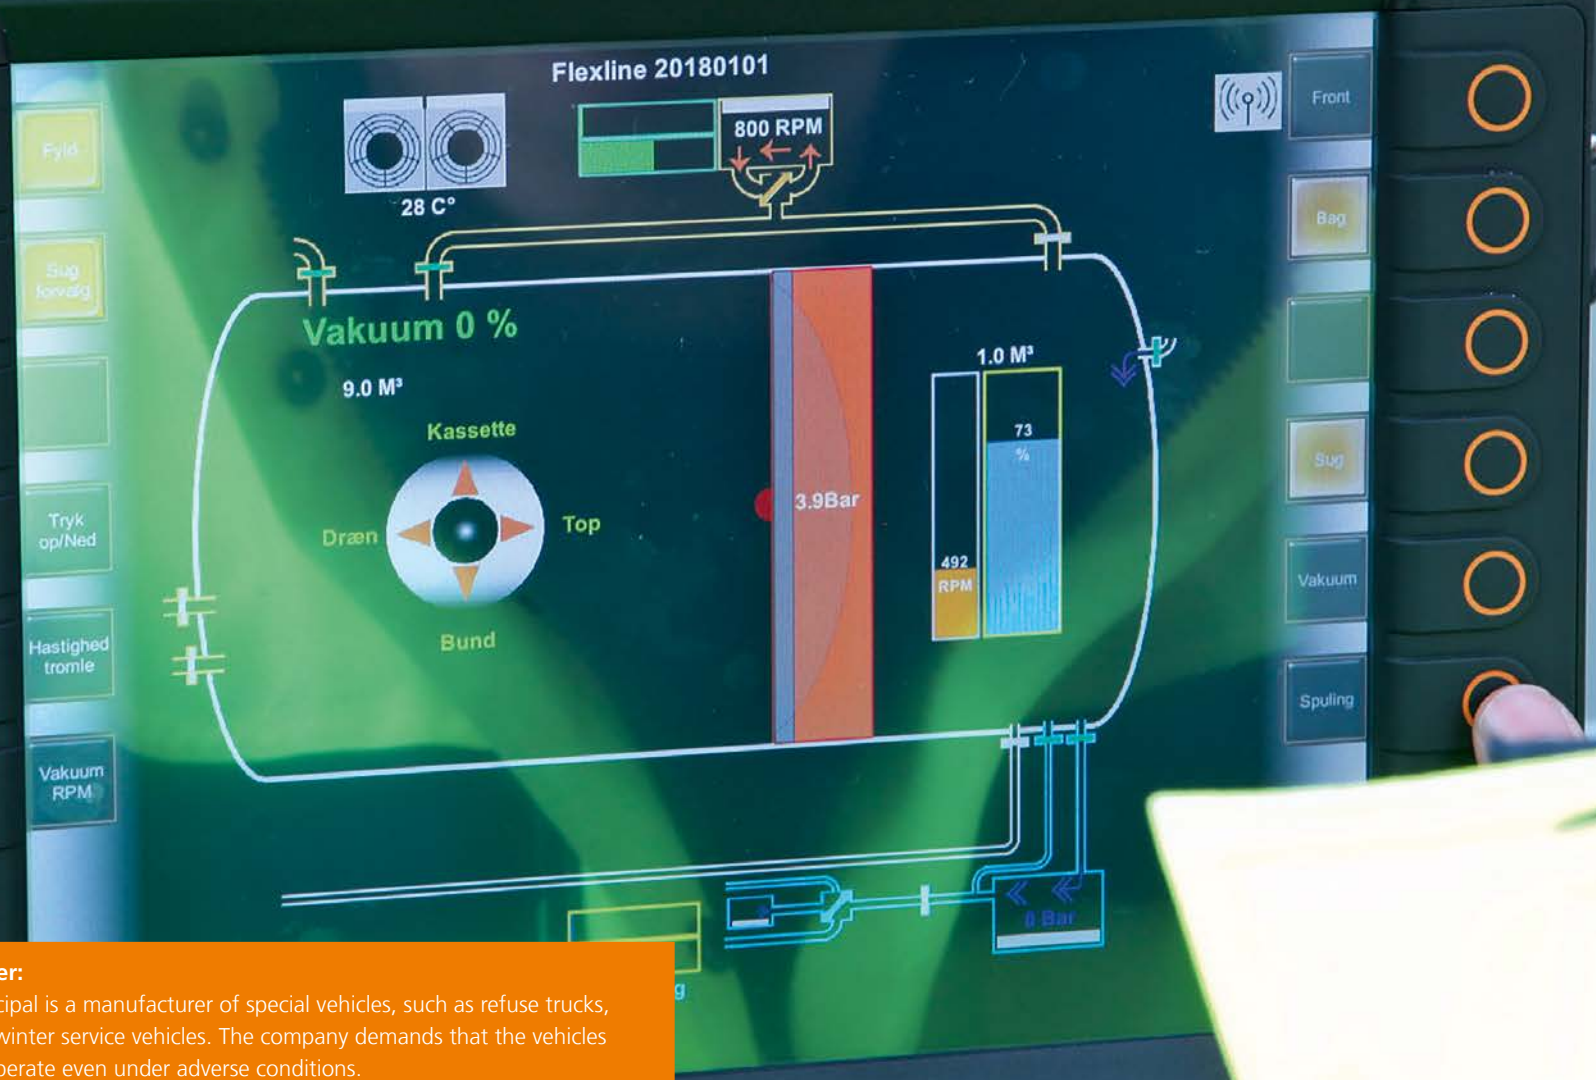 Flexline 20180101
Fyld
Sug
forvalg
Tryk
op/Ned
Hastighed
tromle
Vakuum
RPM
28 C°
800 RPM
Vakuum 0 %
9.0 M³
Kassette
Dræn
Top
Bund
3.9Bar
1.0 M³
73
%
492
RPM
0 Bar
g
Front
Bag
Sug
Vakuum
Spuling
er:
cipal is a manufacturer of special vehicles, such as refuse trucks,
winter service vehicles. The company demands that the vehicles
perate even under adverse conditions.